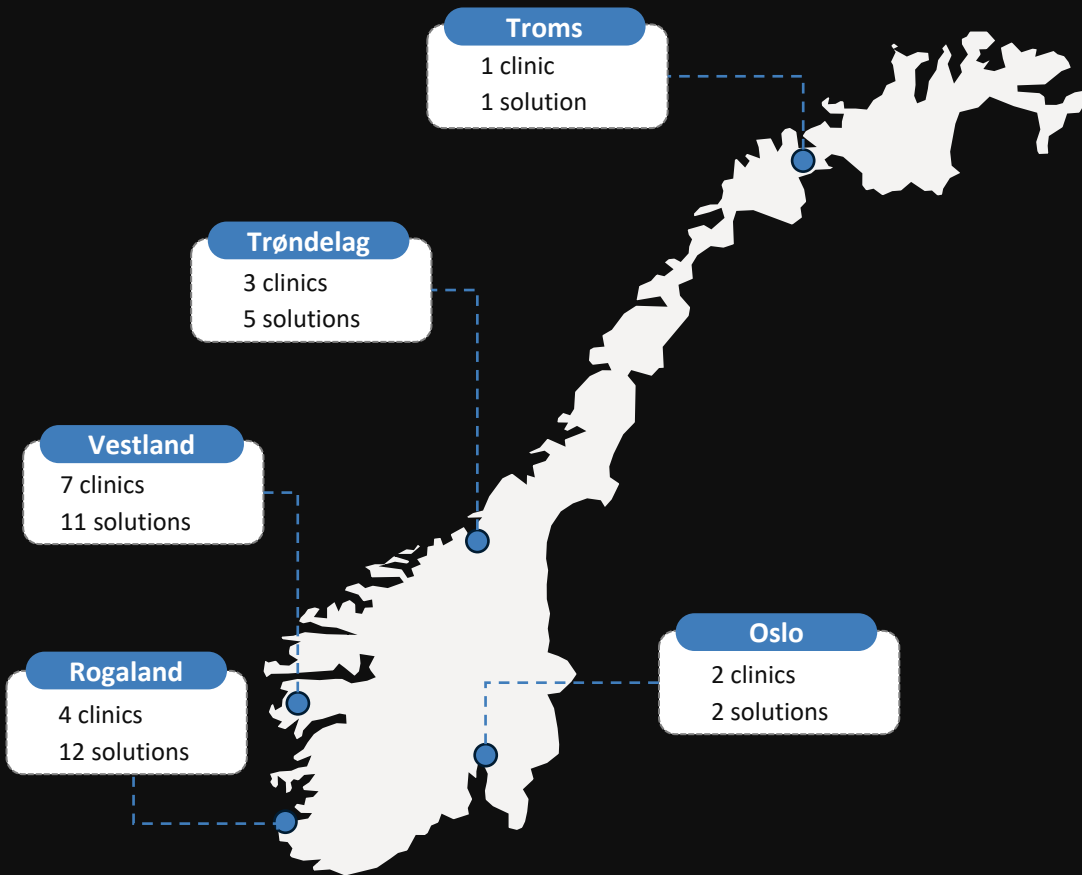 Troms
1 clinic
1 solution
Trøndelag
3 clinics
5 solutions
Vestland
7 clinics
11 solutions
Oslo
2 clinics
2 solutions
Rogaland
4 clinics
12 solutions